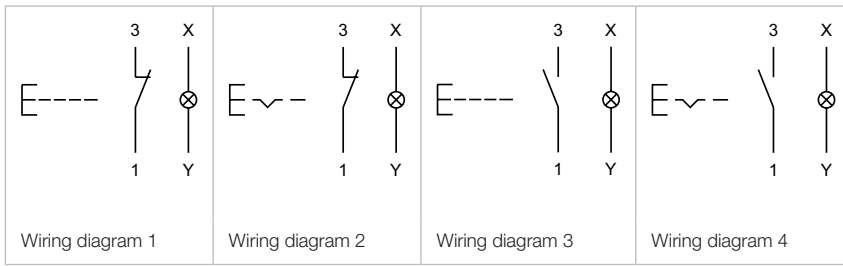 3 X
1 Y
Wiring diagram 1
3 X
1 Y
Wiring diagram 2
3 X
1 Y
Wiring diagram 3
3 X
1 Y
Wiring diagram 4